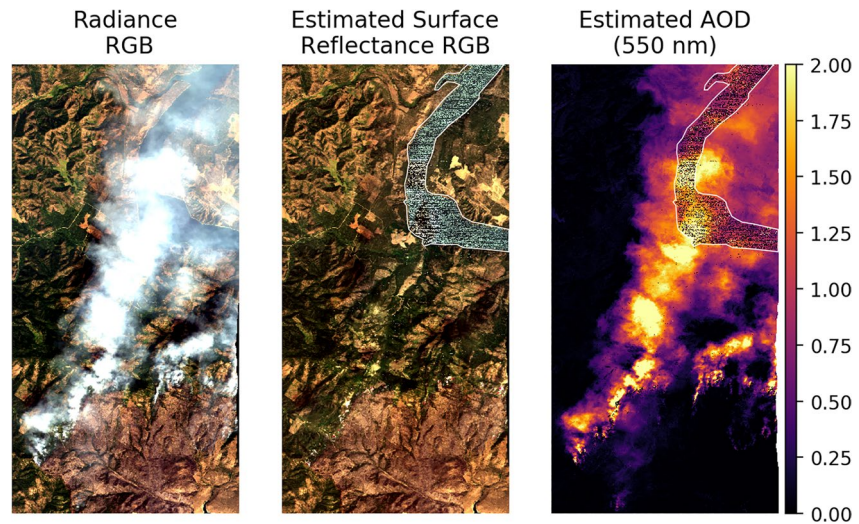 Radiance
RGB
Estimated Surface
Reflectance RGB
Estimated AOD
(550 nm)
2.00
1.75
1.50
1.25
1.00
0.75
0.50
0.25
0.00